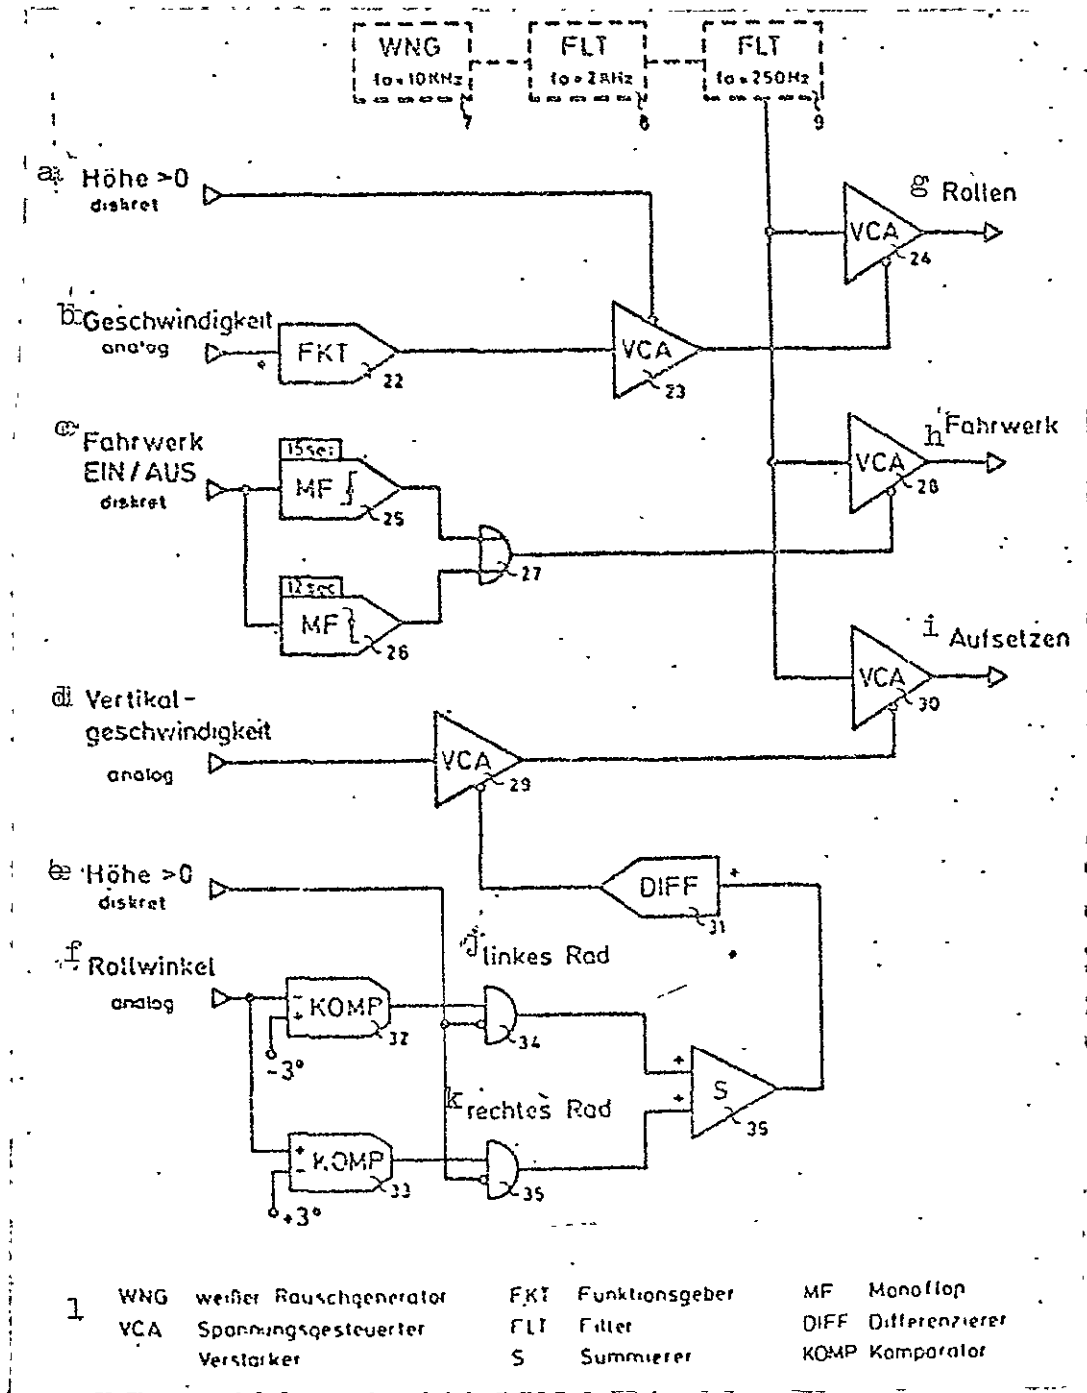 WNG
fo=10KHz
7
FLT
fo=2KHz
8
FLT
fo=250Hz
9
a Höhe >0
diskret
g Rollen
VCA
24
b Geschwindigkeit
analog
FKT
22
VCA
23
Fahrwerk
EIN/AUS
diskret
15sec
MF
25
h Fahrwerk
VCA
28
27
12sec
MF
26
i Aufsetzen
VCA
30
d Vertikal-
geschwindigkeit
analog
VCA
29
e Höhe >0
diskret
+
DIFF
31
f Rollwinkel
analog
j linkes Rad
-
+
KOMP
32
-3°
34
+
+
S
35
k rechtes Rad
+
-
KOMP
33
+3°
35
1
WNG weißer Rauschgenerator
VCA Spannungsgesteuerter
Verstärker
FKT Funktionsgeber
FLT Filter
S Summierer
MF Monoflop
DIFF Differenzierer
KOMP Komparator